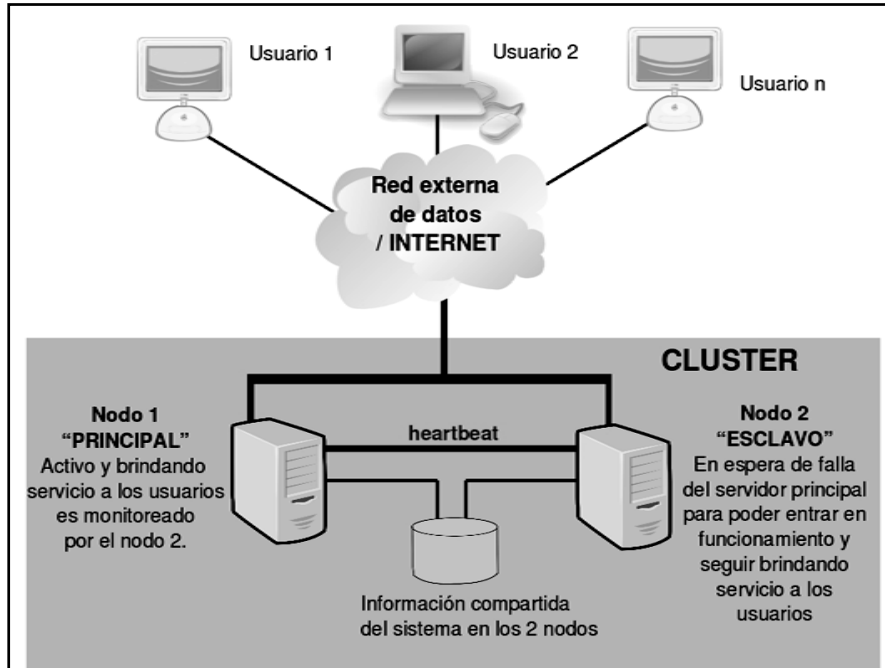 Usuario 1
Usuario 2
Usuario n
Red externa
de datos
/ INTERNET
CLUSTER
Nodo 1
“PRINCIPAL”
Activo y brindando
servicio a los usuarios
es monitoreado
por el nodo 2.
heartbeat
Nodo 2
“ESCLAVO”
En espera de falla
del servidor principal
para poder entrar en
funcionamiento y
seguir brindando
servicio a los
usuarios
Información compartida
del sistema en los 2 nodos